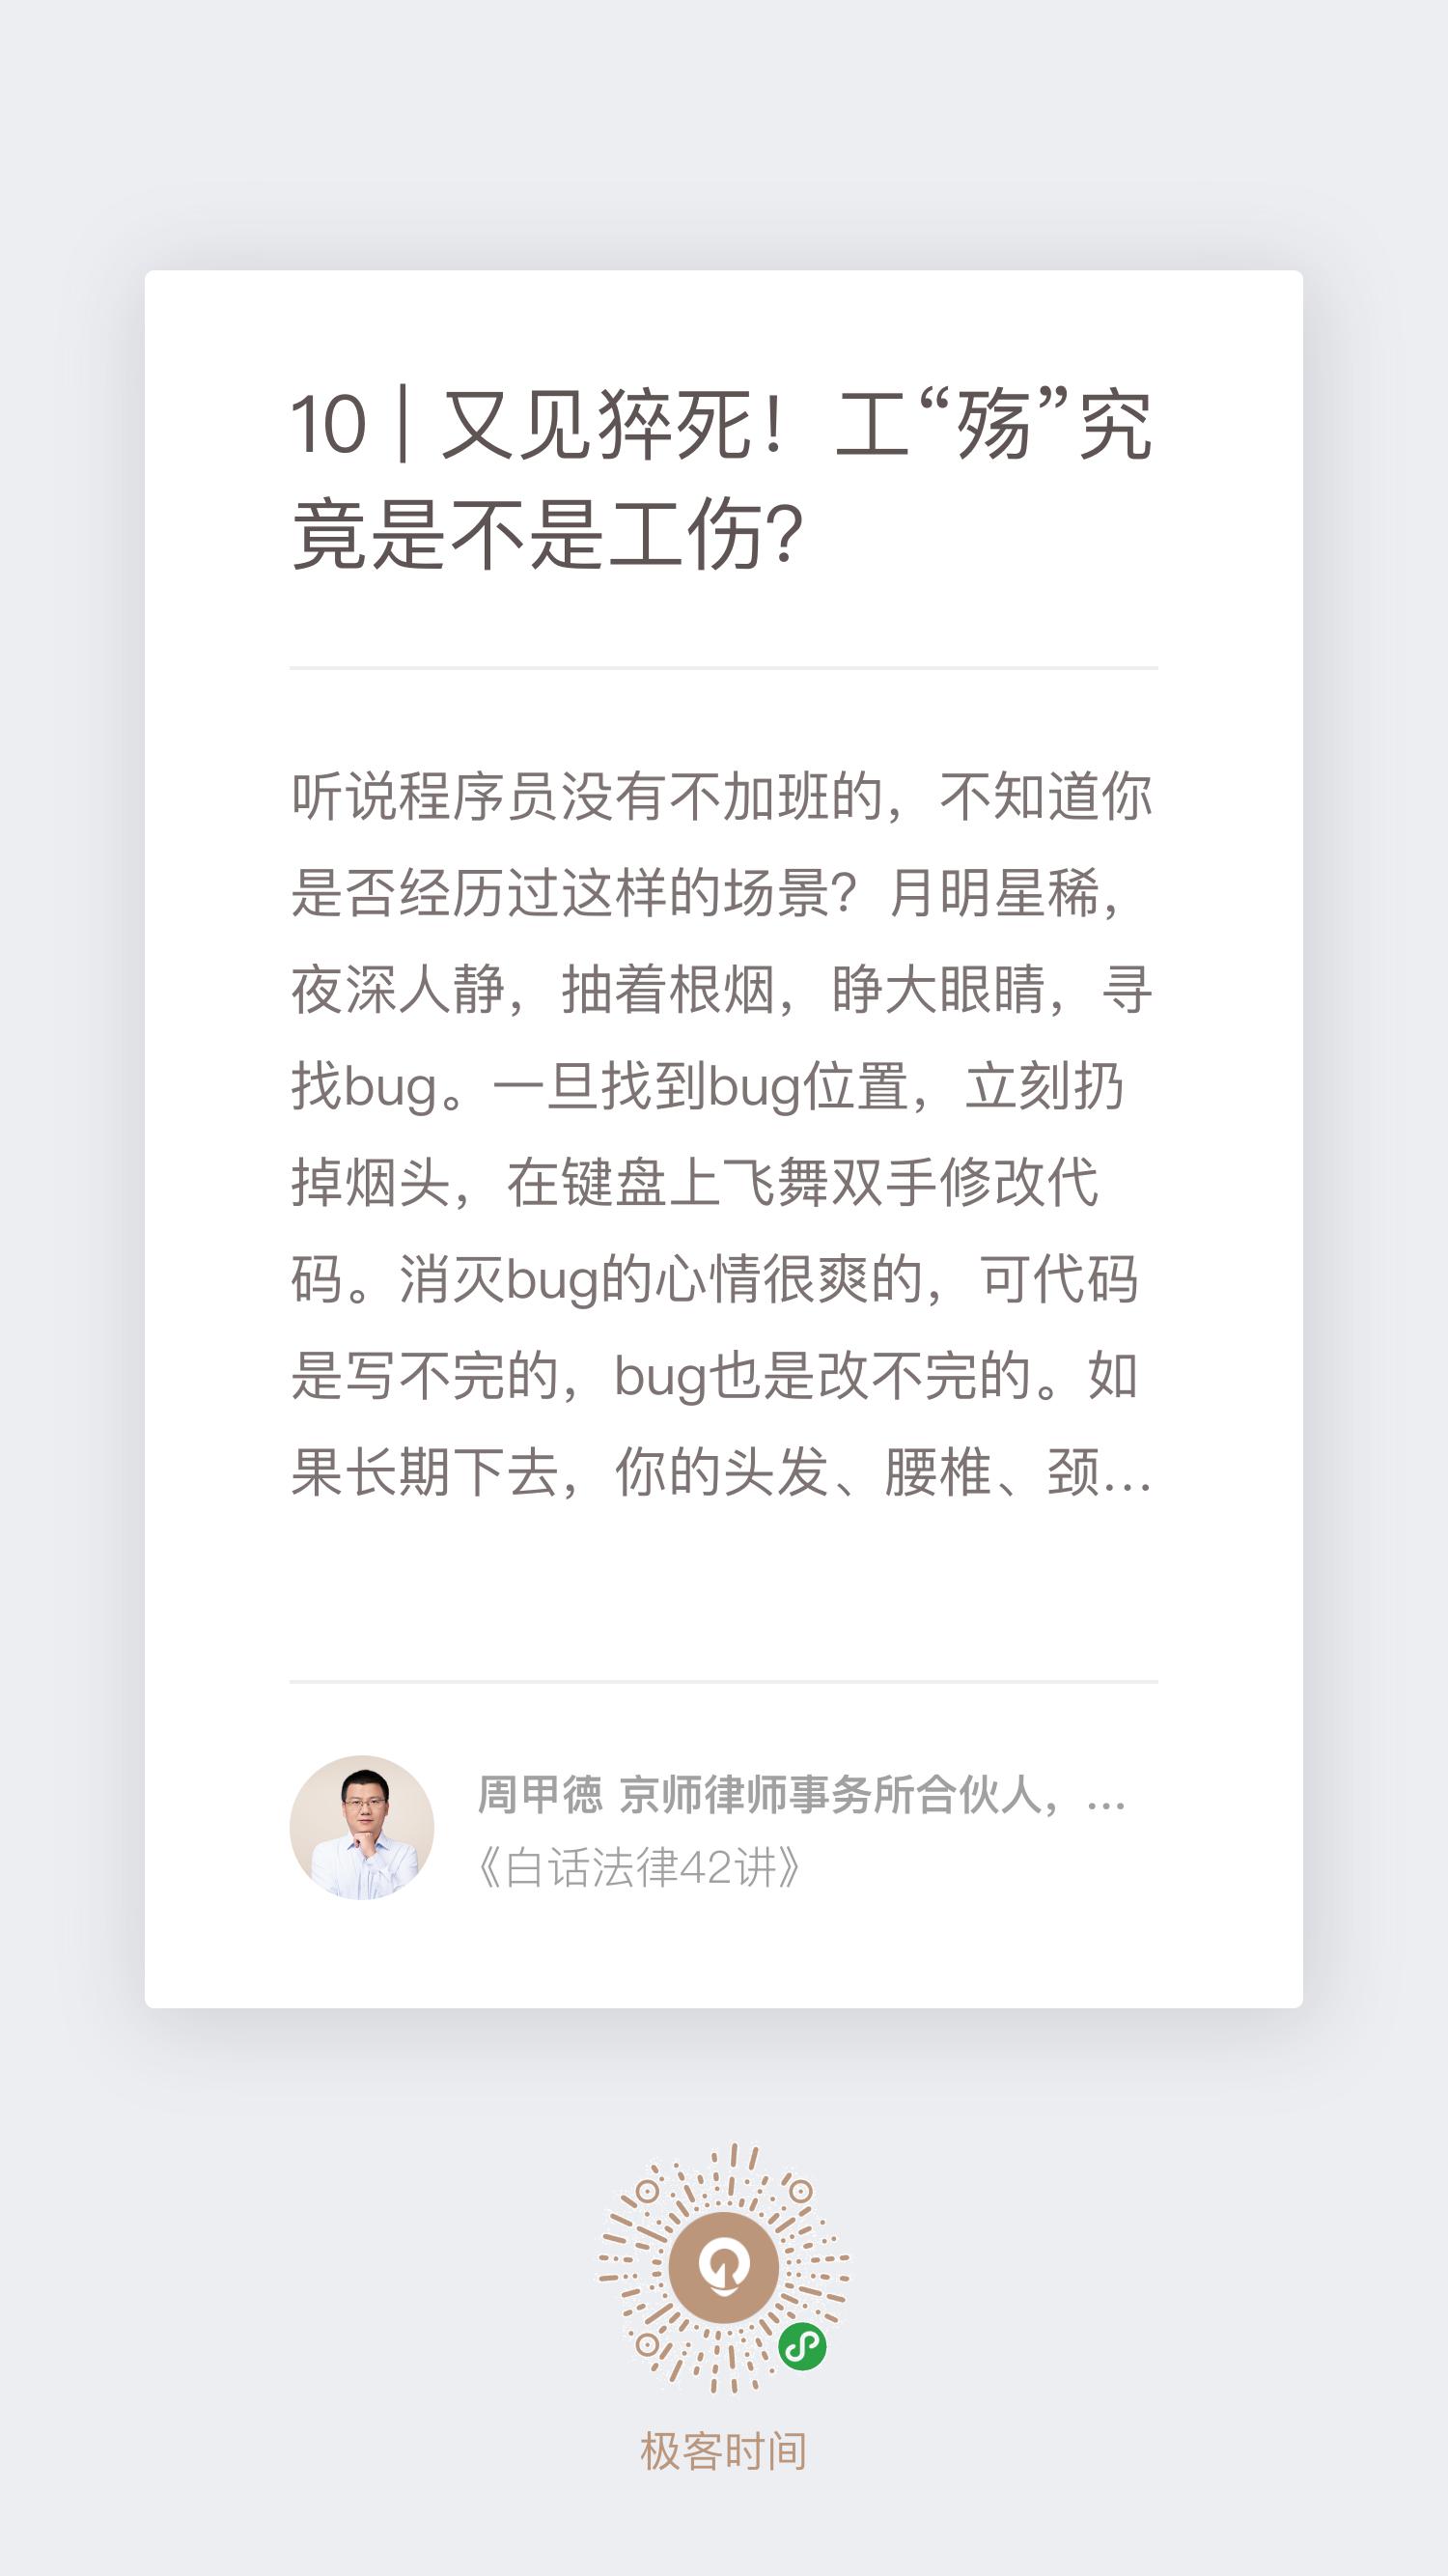 10 | 又见猝死！工“殇”究
竟是不是工伤？
听说程序员没有不加班的，不知道你
是否经历过这样的场景？月明星稀，
夜深人静，抽着根烟，睁大眼睛，寻
找bug。一旦找到bug位置，立刻扔
掉烟头，在键盘上飞舞双手修改代
码。消灭bug的心情很爽的，可代码
是写不完的，bug也是改不完的。如
果长期下去，你的头发、腰椎、颈...
周甲德 京师律师事务所合伙人，...
《白话法律42讲》
极客时间